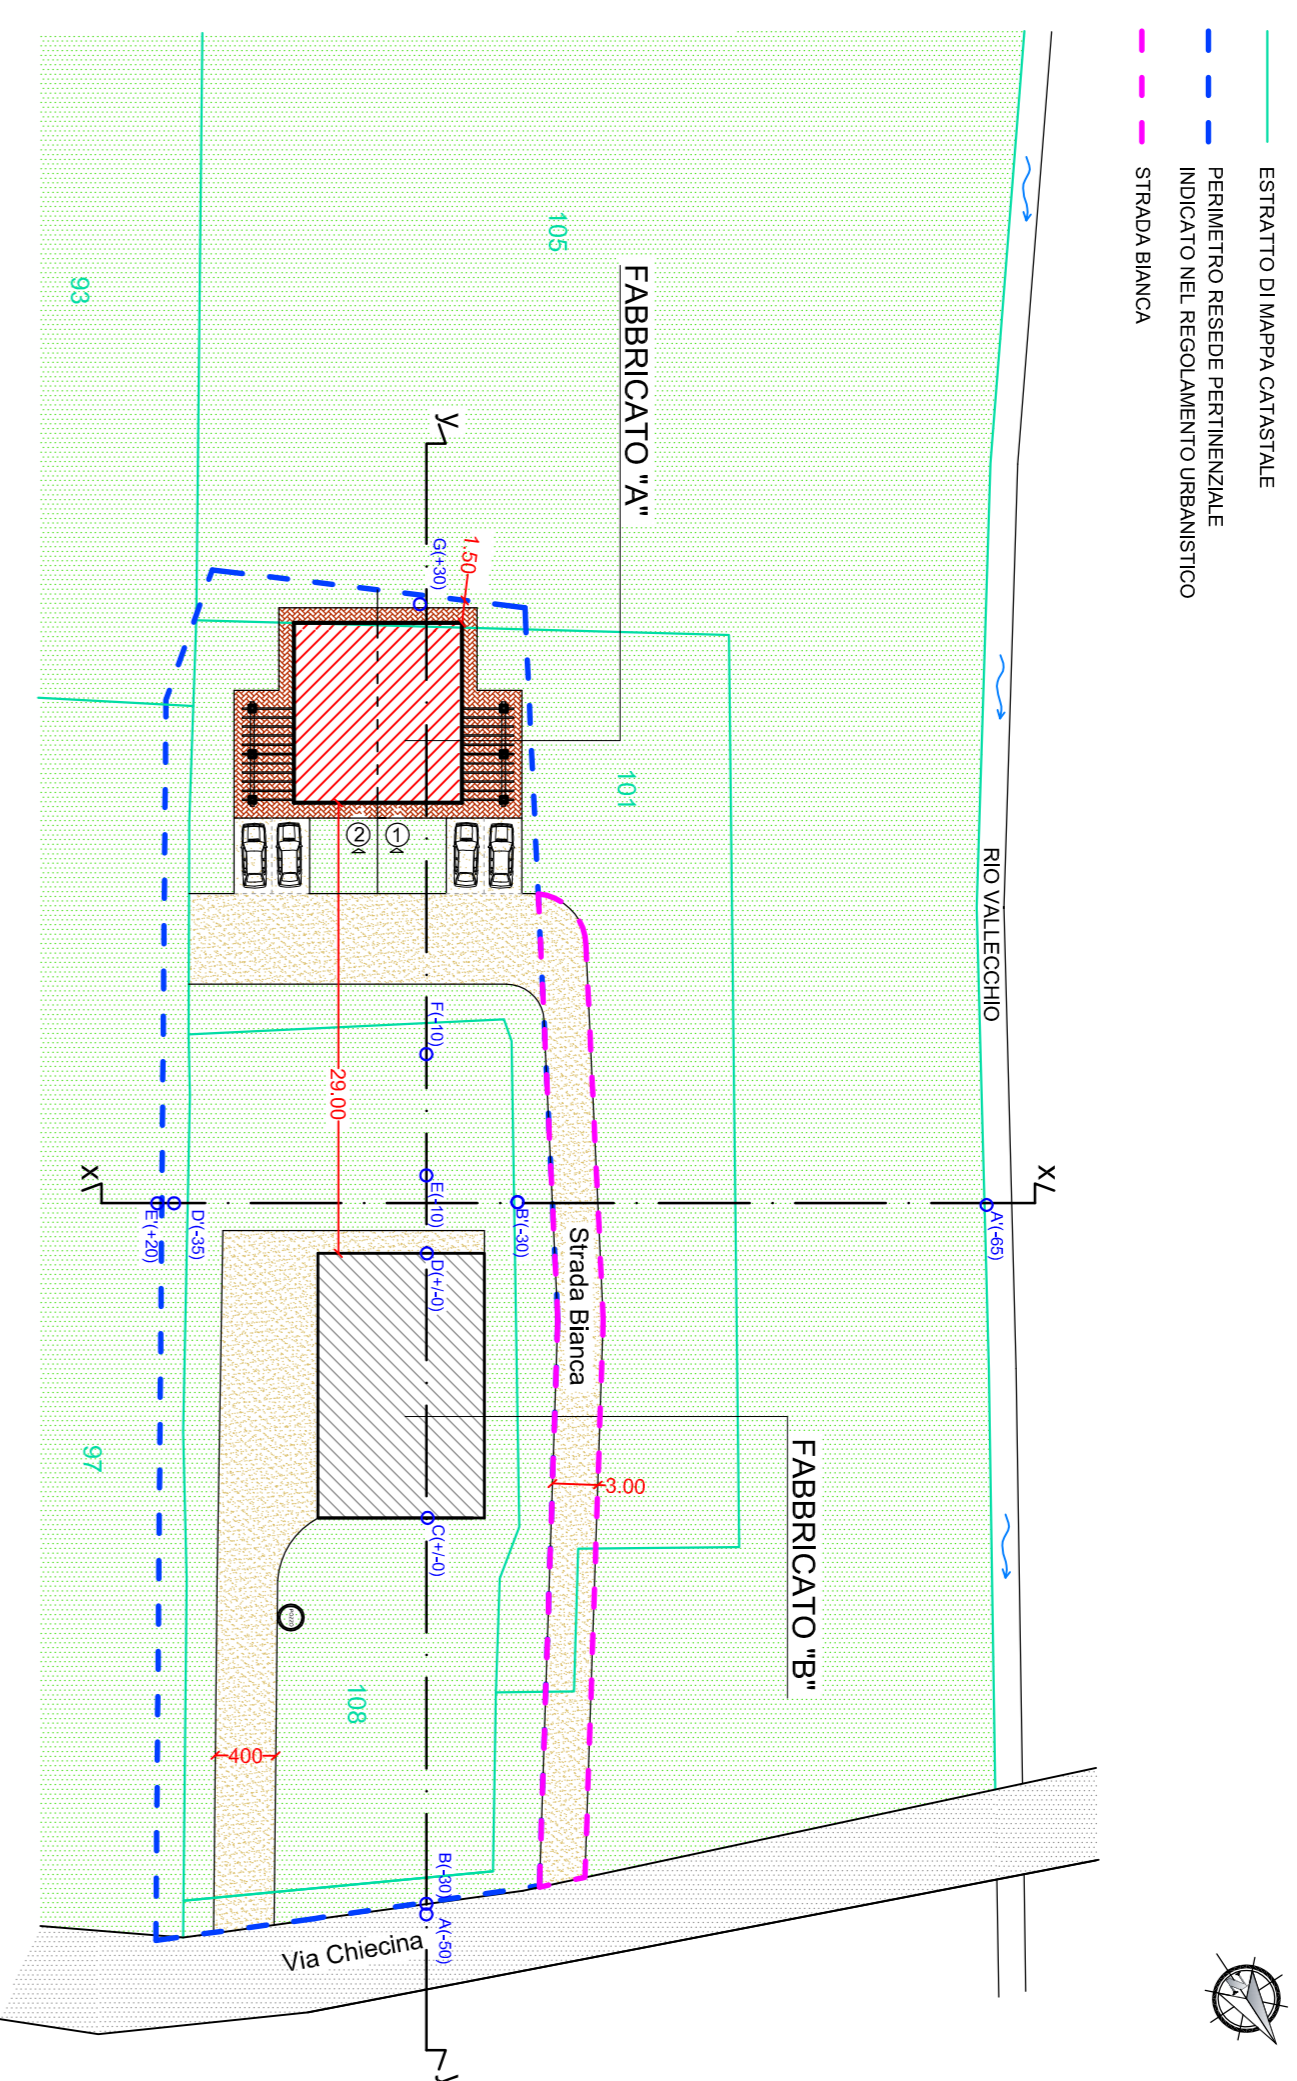 ESTRATTO DI MAPPA CATASTALE
PERIMETRO RESEDE PERTINENZIALE
INDICATO NEL REGOLAMENTO URBANISTICO
STRADA BIANCA
105
93
FABBRICATO "A"
y
G(+30)
1.50
101
2
1
RIO VALLECCHIO
F(-10)
29.00
x
x
E'(+20)
D'(-35)
E(-10)
B'(-30)
A'(-65)
D(+/-0)
Strada Bianca
97
3.00
FABBRICATO "B"
C(+/-0)
POZZO
108
400
B(-30)
A(-50)
Via Chiecina
y